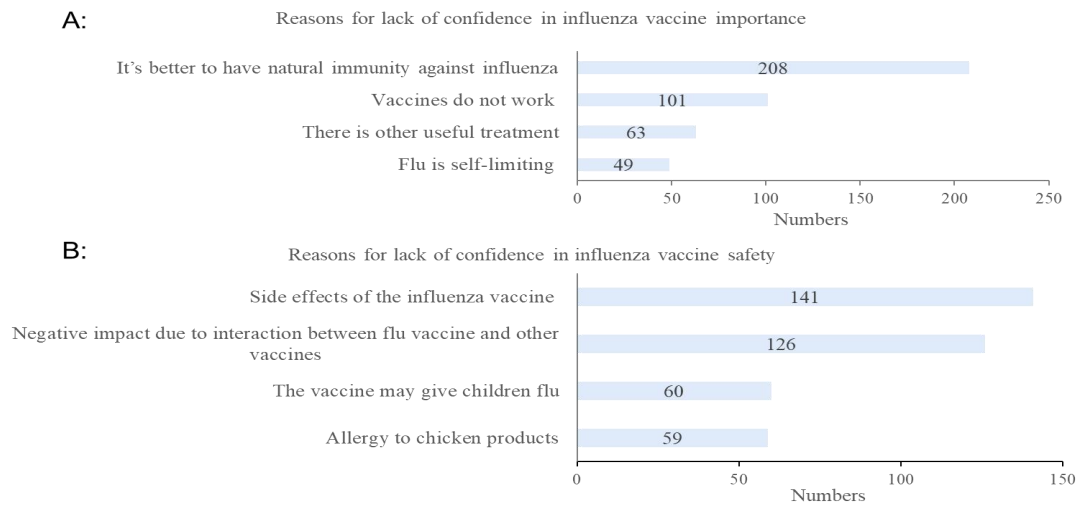 A:
Reasons for lack of confidence in influenza vaccine importance
It's better to have natural immunity against influenza
208
Vaccines do not work
101
There is other useful treatment
63
Flu is self-limiting
49
0 50 100 150 200 250
Numbers
B:
Reasons for lack of confidence in influenza vaccine safety
Side effects of the influenza vaccine
141
Negative impact due to interaction between flu vaccine and other
vaccines
126
The vaccine may give children flu
60
Allergy to chicken products
59
0 50 100 150
Numbers